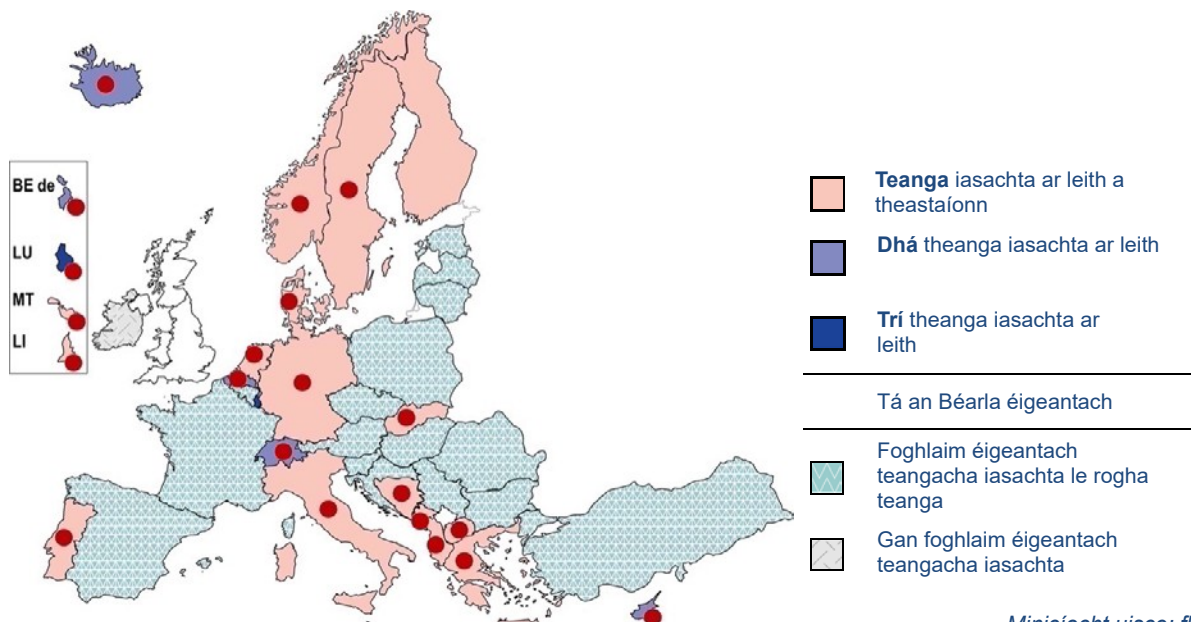 BE de
LU
MT
LI
Teanga iasachta ar leith a
theastaíonn
Dhá theanga iasachta ar leith
Trí theanga iasachta ar
leith
Tá an Béarla éigeantach
Foghlaim éigeantach
teangacha iasachta le rogha
teanga
Gan foghlaim éigeantach
teangacha iasachta